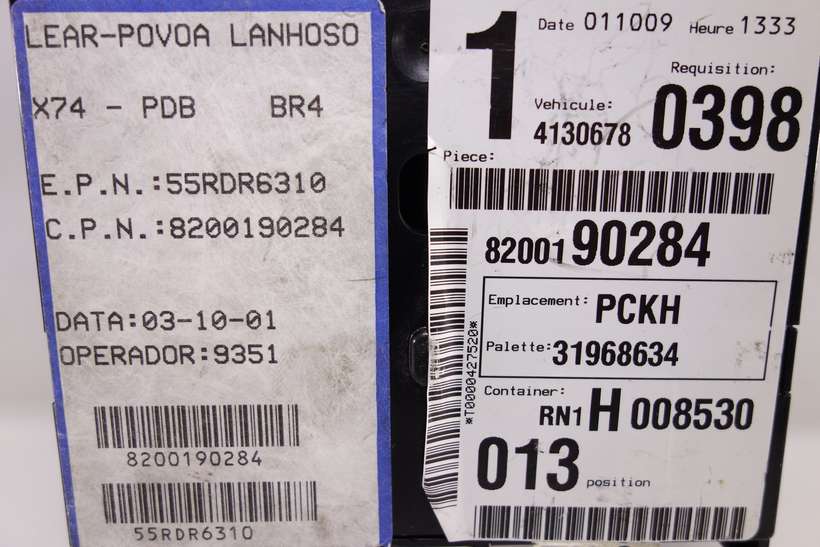 LEAR-POVOA LANHOSO
X74 - PDB BR4
E.P.N.:55RDR6310
C.P.N.:8200190284
DATA:03-10-01
OPERADOR:9351
8200190284
55RDR6310
1
Date 011009 Heure 1333
Requisition:
Vehicule:
4130678 0398
Piece:
8200190284
Emplacement: PCKH
Palette:31968634
*T0000427520*
Container:
RN1 H 008530
013 position